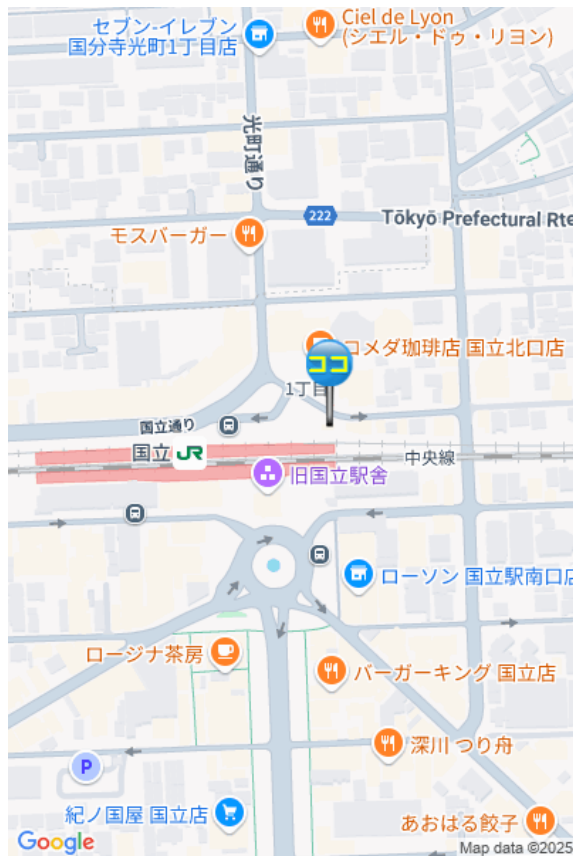 セブン-イレブン
国分寺光町1丁目店
Ciel de Lyon
(シエル・ドゥ・リヨン)
光町通り
222
Tōkyō Prefectural Rte
モスバーガー
コメダ珈琲店 国立北口店
ココ
1丁目
国立通り
国立 JR
中央線
旧国立駅舎
ローソン 国立駅南口店
ロージナ茶房
バーガーキング 国立店
深川 つり舟
P
紀ノ国屋 国立店
あおはる餃子
Google
Map data ©2025